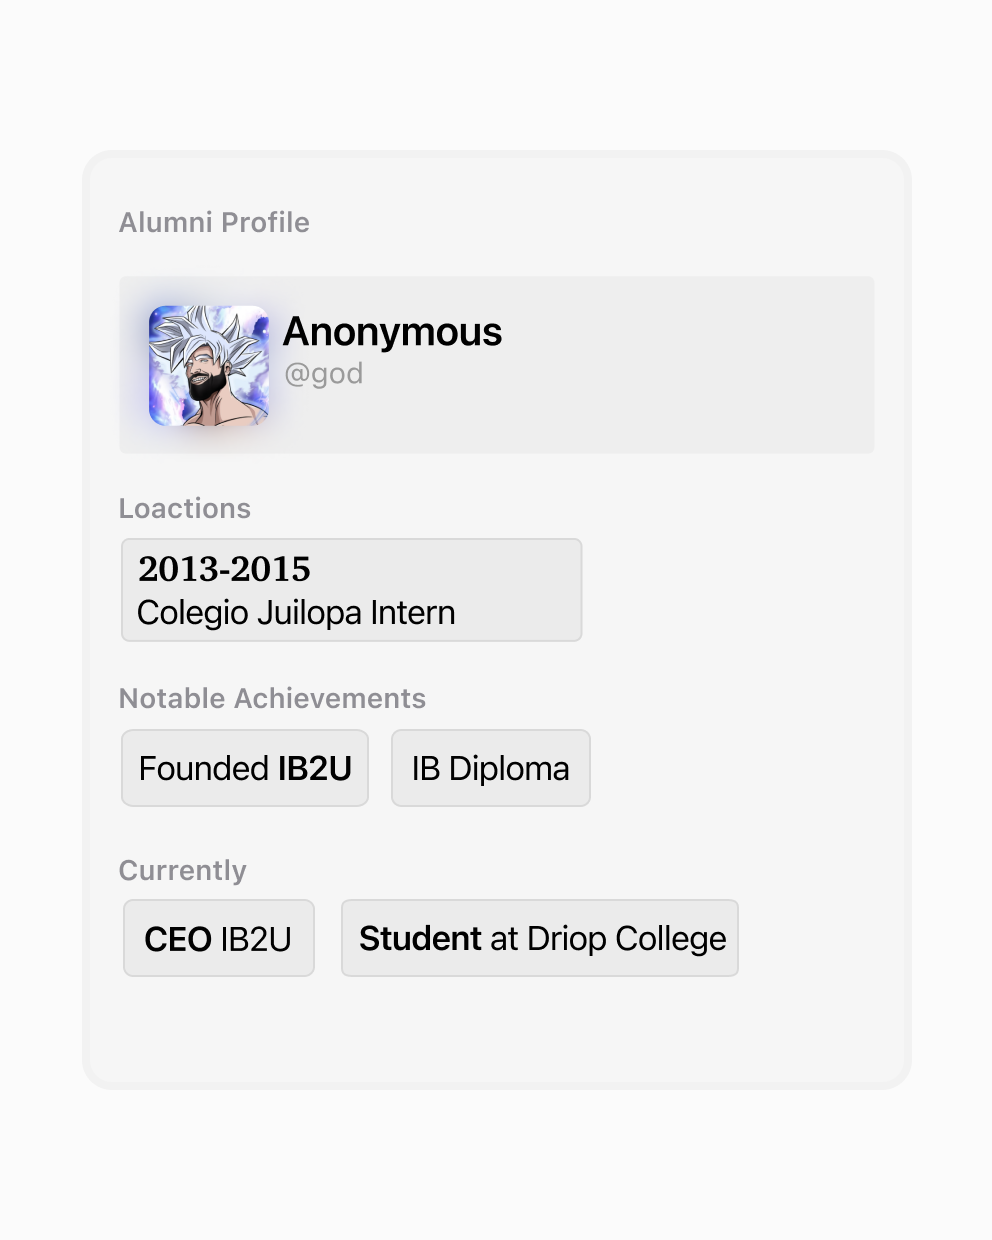 Alumni Profile
Anonymous
@god
Loactions
2013-2015
Colegio Juilopa Intern
Notable Achievements
Founded IB2U
IB Diploma
Currently
CEO IB2U
Student at Driop College